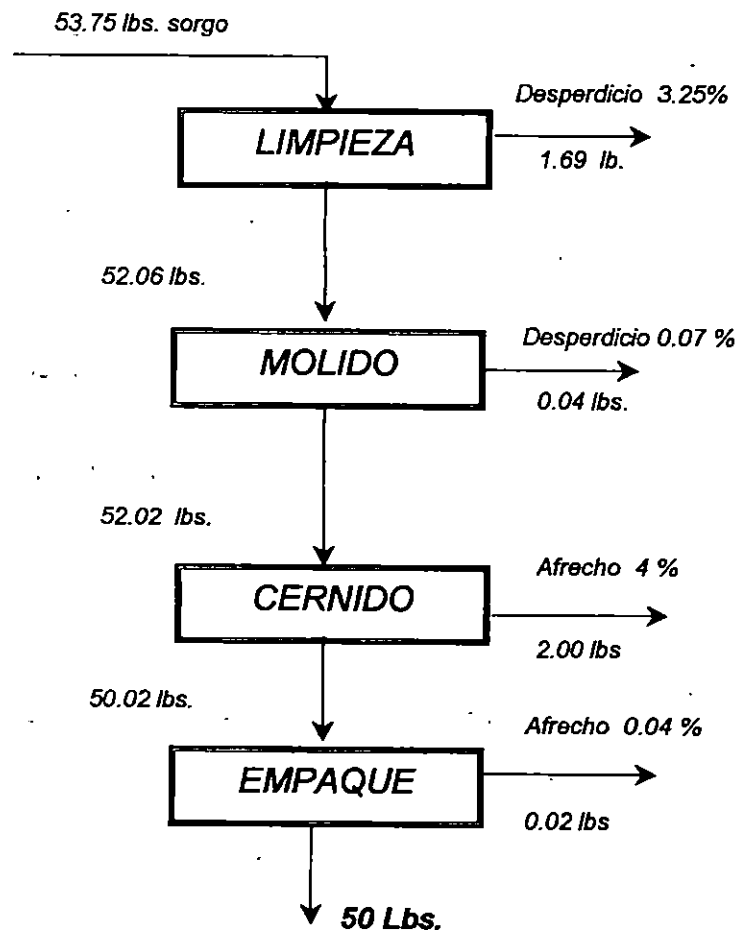 53.75 lbs. sorgo
Desperdicio 3.25%
LIMPIEZA
1.69 lb.
52.06 lbs.
Desperdicio 0.07 %
MOLIDO
0.04 lbs.
52.02 lbs.
Afrecho 4 %
CERNIDO
2.00 lbs
50.02 lbs.
Afrecho 0.04 %
EMPAQUE
0.02 lbs
50 Lbs.